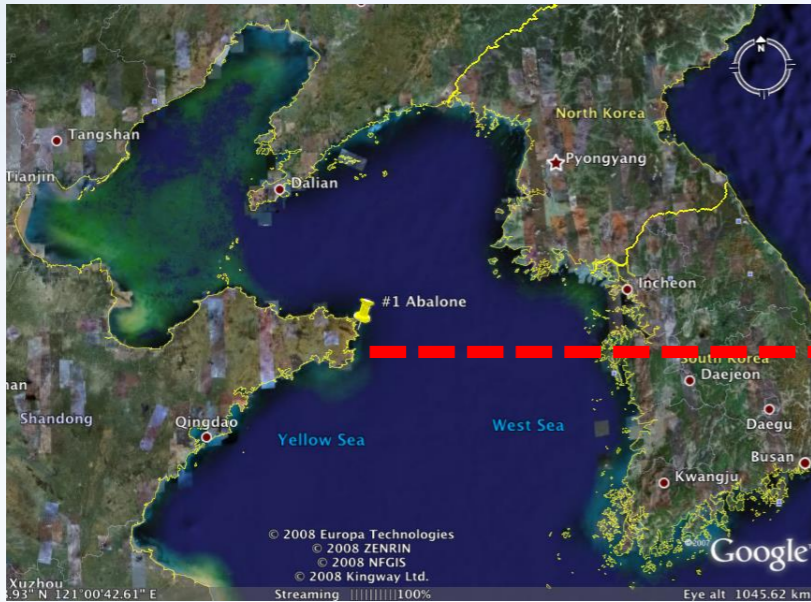 North Korea
Tangshan
Pyongyang
Tianjin
Dalian
Incheon
#1 Abalone
South Korea
Daejeon
Shandong
Qingdao
Daegu
Yellow Sea
West Sea
Busan
Kwangju
© 2008 Europa Technologies
© 2008 ZENRIN
© 2008 NFGIS
© 2008 Kingway Ltd.
Google
Xuzhou
N 121°00'42.61" E
Streaming ||||||||||100%
Eye alt 1045.62 km
N